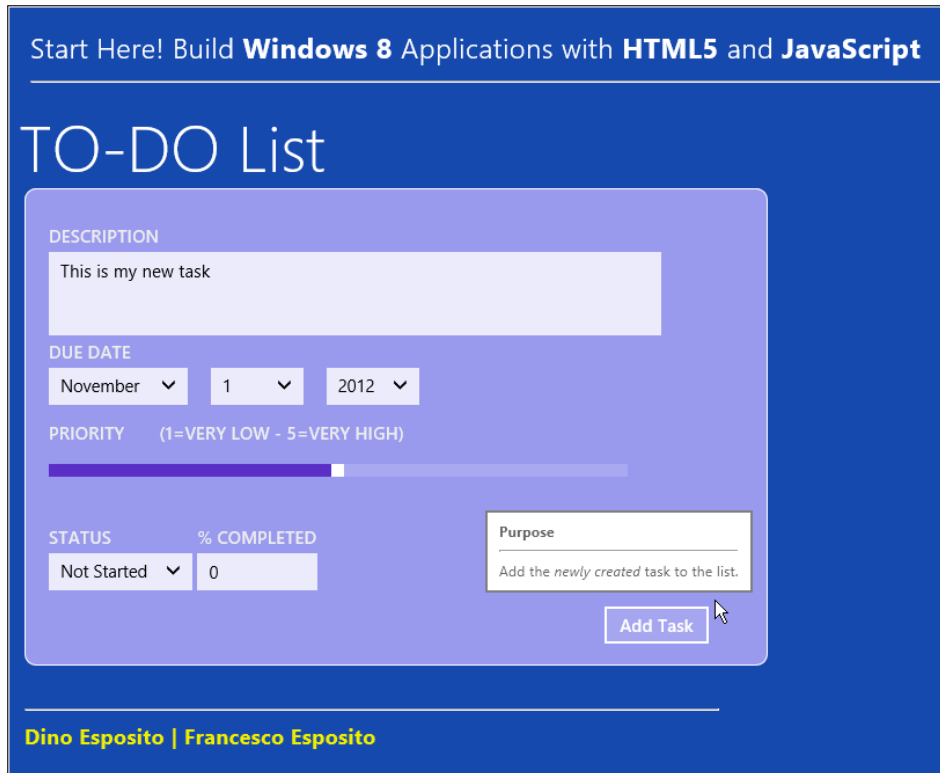 Start Here! Build Windows 8 Applications with HTML5 and JavaScript
TO-DO List
DESCRIPTION
This is my new task
DUE DATE
November 1 2012
PRIORITY (1=VERY LOW - 5=VERY HIGH)
STATUS % COMPLETED
Not Started 0
Purpose
Add the newly created task to the list.
Add Task
Dino Esposito | Francesco Esposito